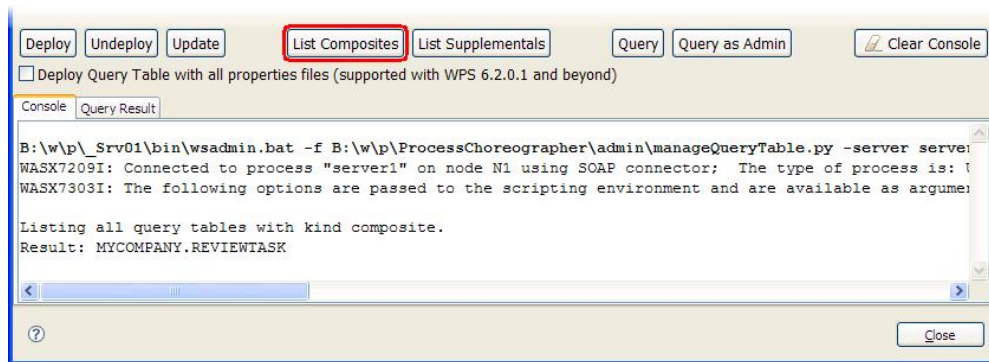 Deploy Undeploy Update List Composites List Supplementals Query Query as Admin Clear Console
Deploy Query Table with all properties files (supported with WPS 6.2.0.1 and beyond)
Console Query Result
B:\w\p\_Srv01\bin\wsadmin.bat -f B:\w\p\ProcessChoreographer\admin\manageQueryTable.py -server server
WASX7209I: Connected to process "server1" on node N1 using SOAP connector; The type of process is:
WASX7303I: The following options are passed to the scripting environment and are available as argume
Listing all query tables with kind composite.
Result: MYCOMPANY.REVIEWTASK
? Close